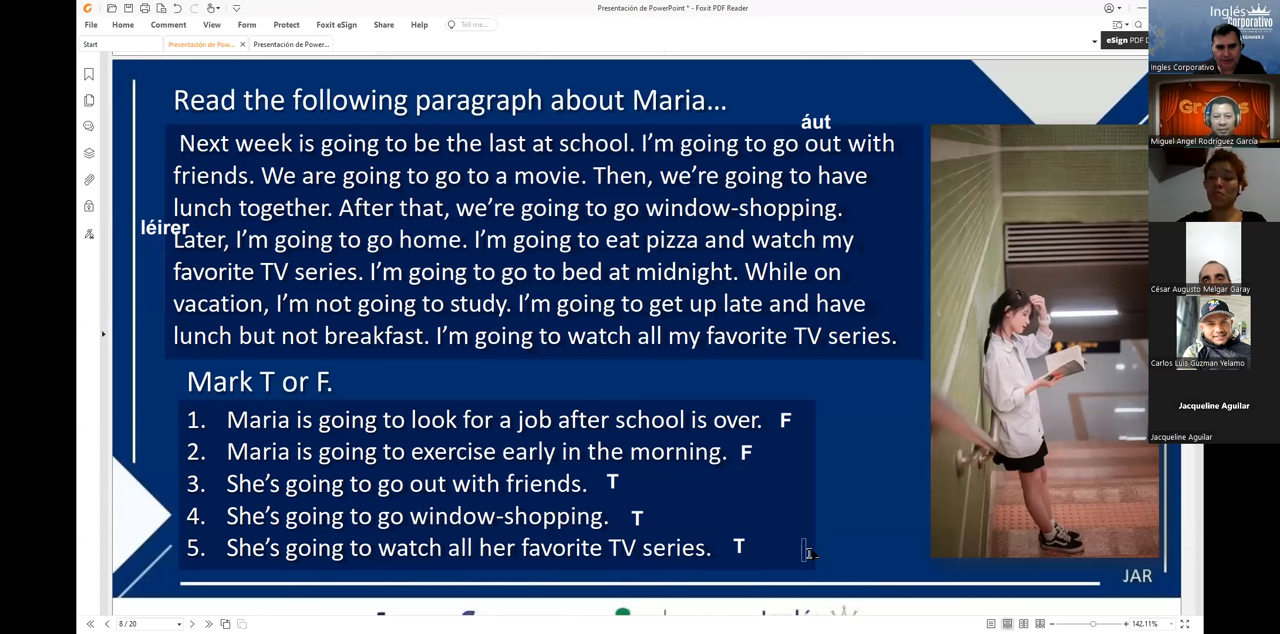 Presentación de PowerPoint * - Foxit PDF Reader
File Home Comment View Form Protect Foxit eSign Share Help Tell me...
Start Presentación de Pow... Presentación de Power... eSign PDF D
Read the following paragraph about Maria...
áut
Next week is going to be the last at school. I'm going to go out with
friends. We are going to go to a movie. Then, we're going to have
lunch together. After that, we're going to go window-shopping.
léirer
Later, I'm going to go home. I'm going to eat pizza and watch my
favorite TV series. I'm going to go to bed at midnight. While on
vacation, I'm not going to study. I'm going to get up late and have
lunch but not breakfast. I'm going to watch all my favorite TV series.
Mark T or F.
1. Maria is going to look for a job after school is over. F
2. Maria is going to exercise early in the morning. F
3. She's going to go out with friends. T
4. She's going to go window-shopping. T
5. She's going to watch all her favorite TV series. T
JAR
8 / 20
142.11%
Inglés
Corporativo
Ingles Corporativo
Miguel Angel Rodríguez García
César Augusto Melgar Garay
Carlos Luis Guzman Yelamo
Jacqueline Aguilar
Jacqueline Aguilar